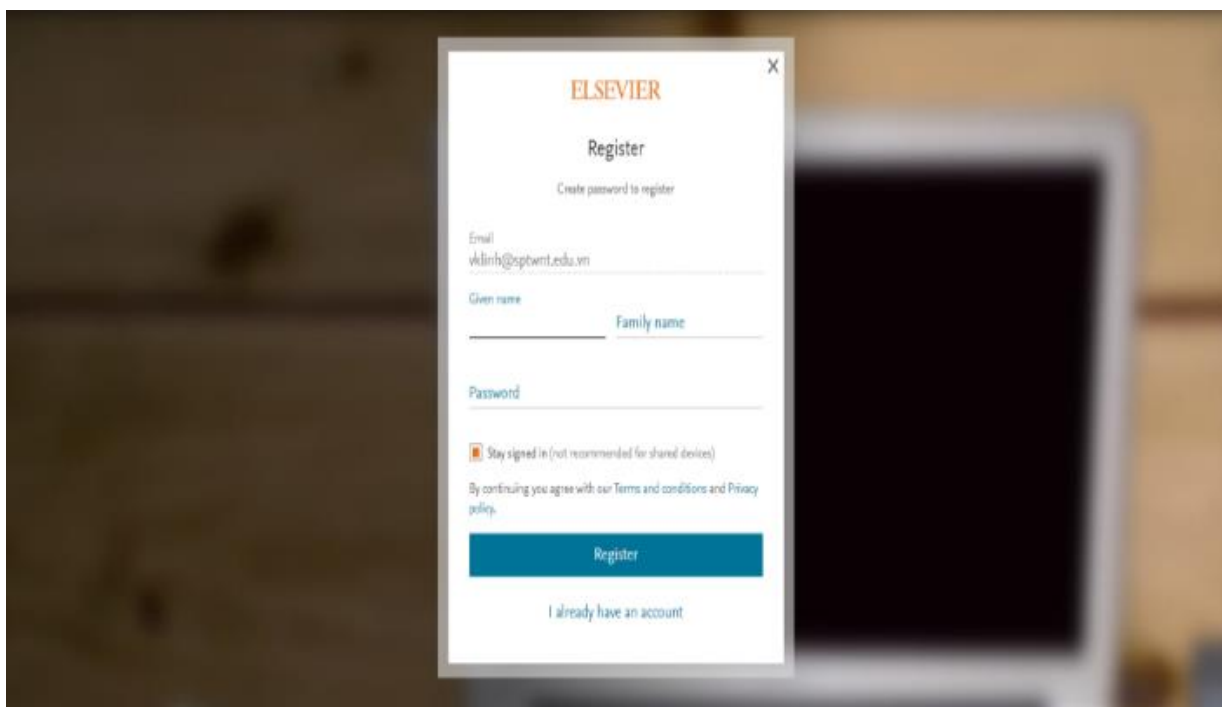 X
ELSEVIER
Register
Create password to register
Email
vklinh@sptwnt.edu.vn
Given name
Family name
Password
Stay signed in (not recommended for shared devices)
By continuing you agree with our Terms and conditions and Privacy
policy.
Register
I already have an account